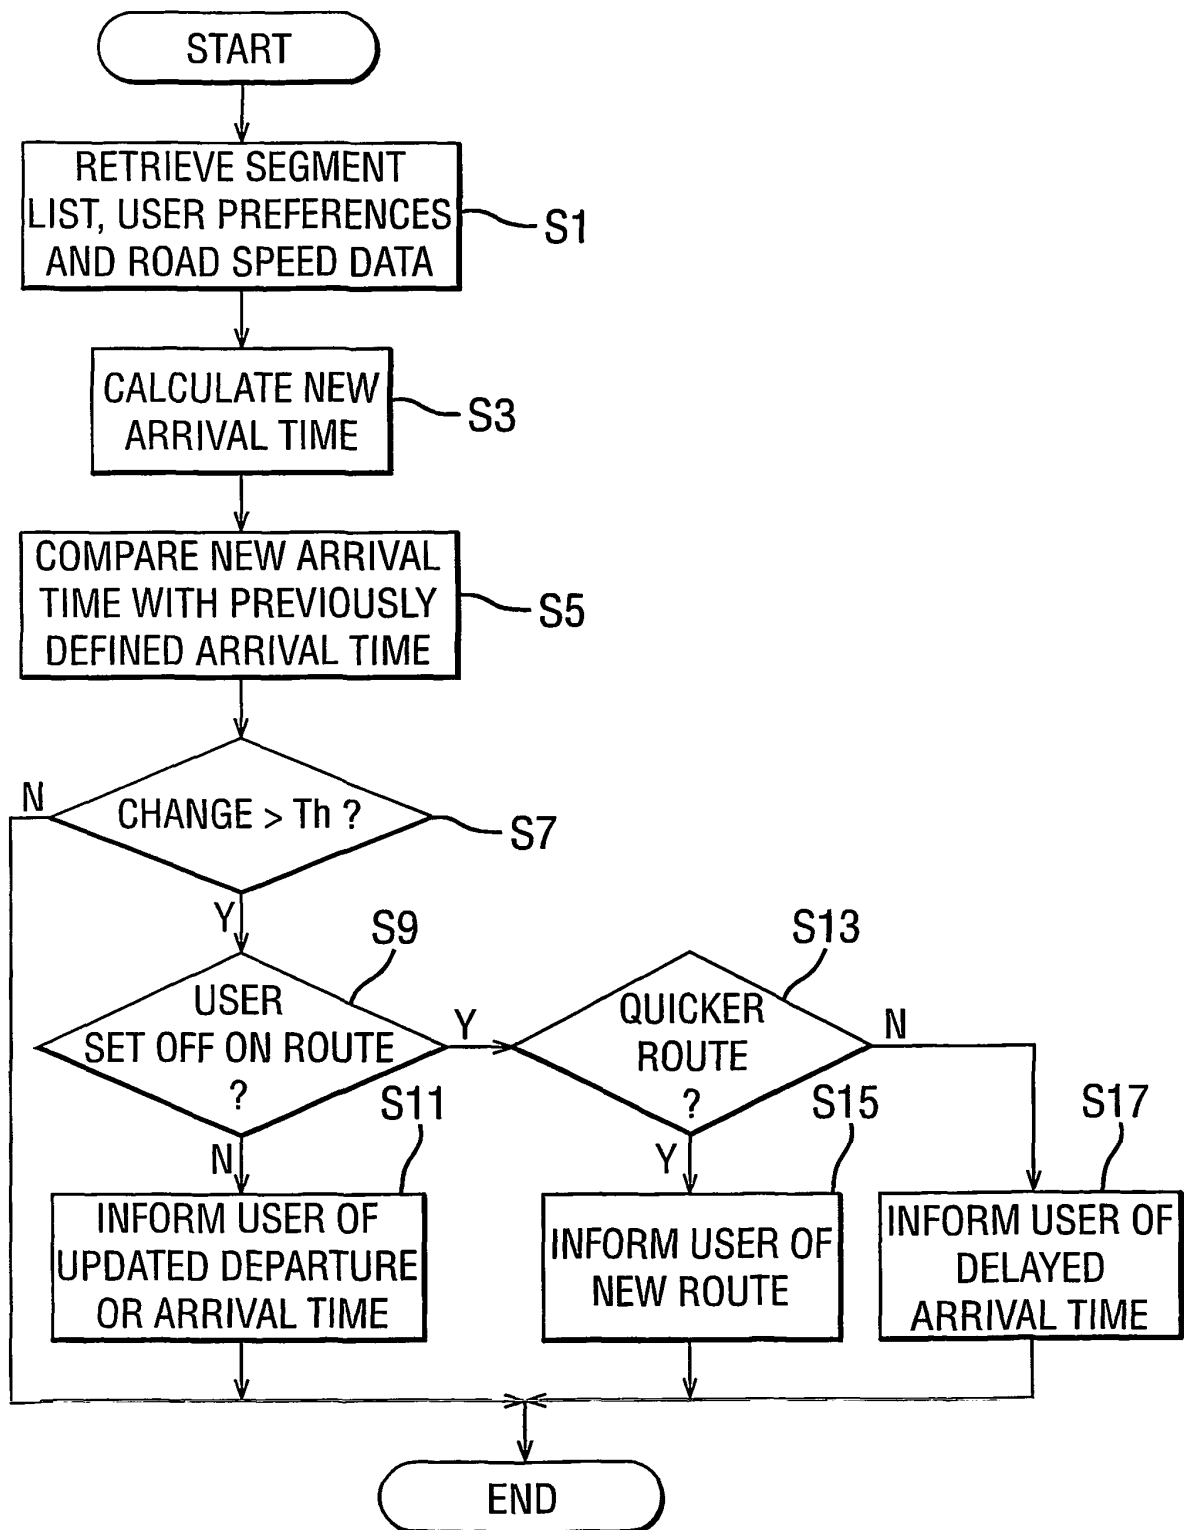 START
RETRIEVE SEGMENT
LIST, USER PREFERENCES
AND ROAD SPEED DATA
S1
CALCULATE NEW
ARRIVAL TIME
S3
COMPARE NEW ARRIVAL
TIME WITH PREVIOUSLY
DEFINED ARRIVAL TIME
S5
N
CHANGE > Th ?
S7
Y
S9
USER
SET OFF ON ROUTE
?
Y
S13
QUICKER
ROUTE
?
N
N
S11
Y
S15
S17
INFORM USER OF
UPDATED DEPARTURE
OR ARRIVAL TIME
INFORM USER OF
NEW ROUTE
INFORM USER OF
DELAYED
ARRIVAL TIME
END